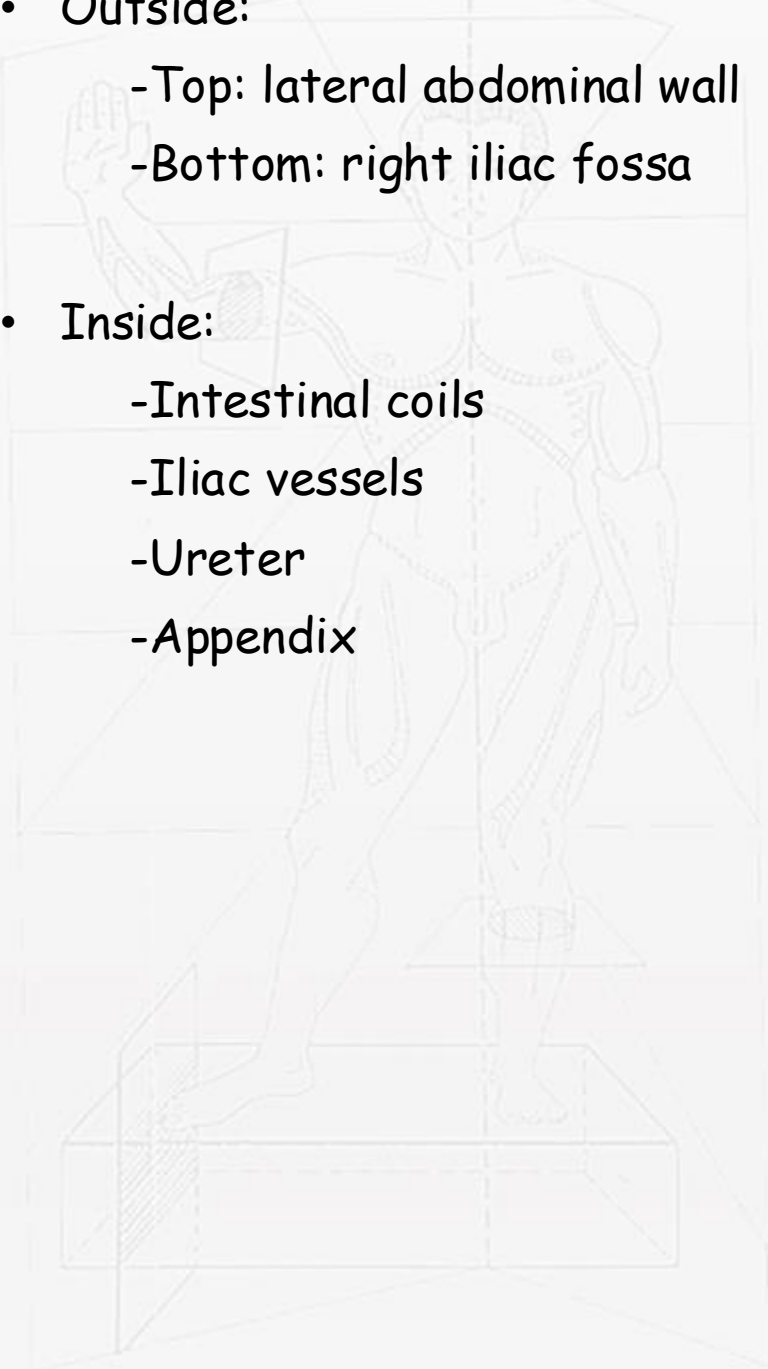 • Outside:
-Top: lateral abdominal wall
-Bottom: right iliac fossa
• Inside:
-Intestinal coils
-Iliac vessels
-Ureter
-Appendix